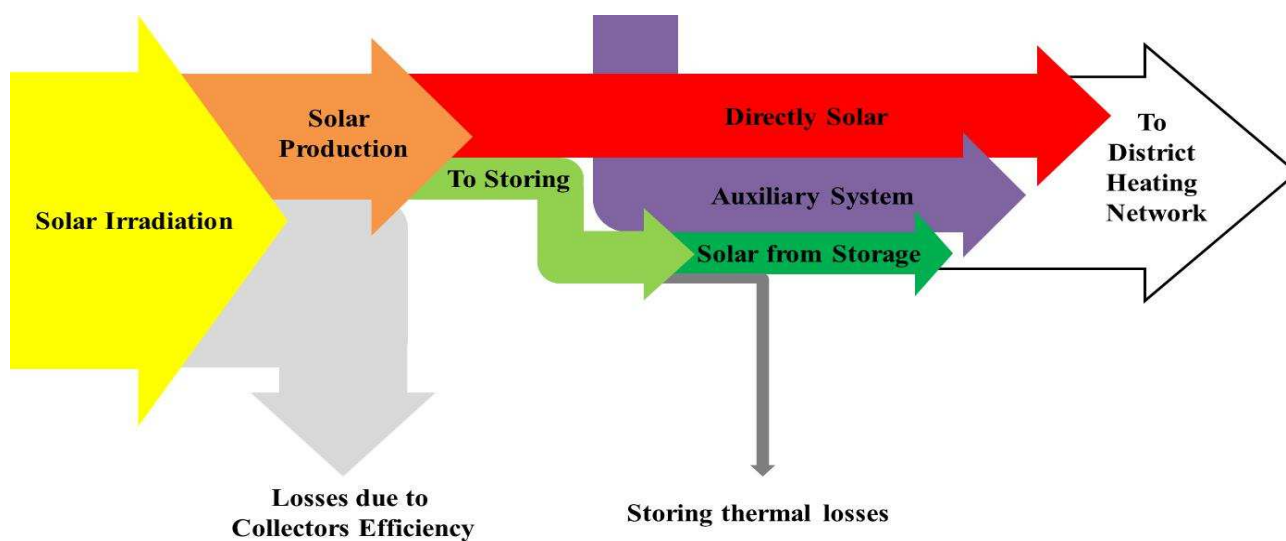 Solar Irradiation
Solar
Production
To Storing
Directly Solar
Auxiliary System
Solar from Storage
To
District
Heating
Network
Losses due to
Collectors Efficiency
Storing thermal losses